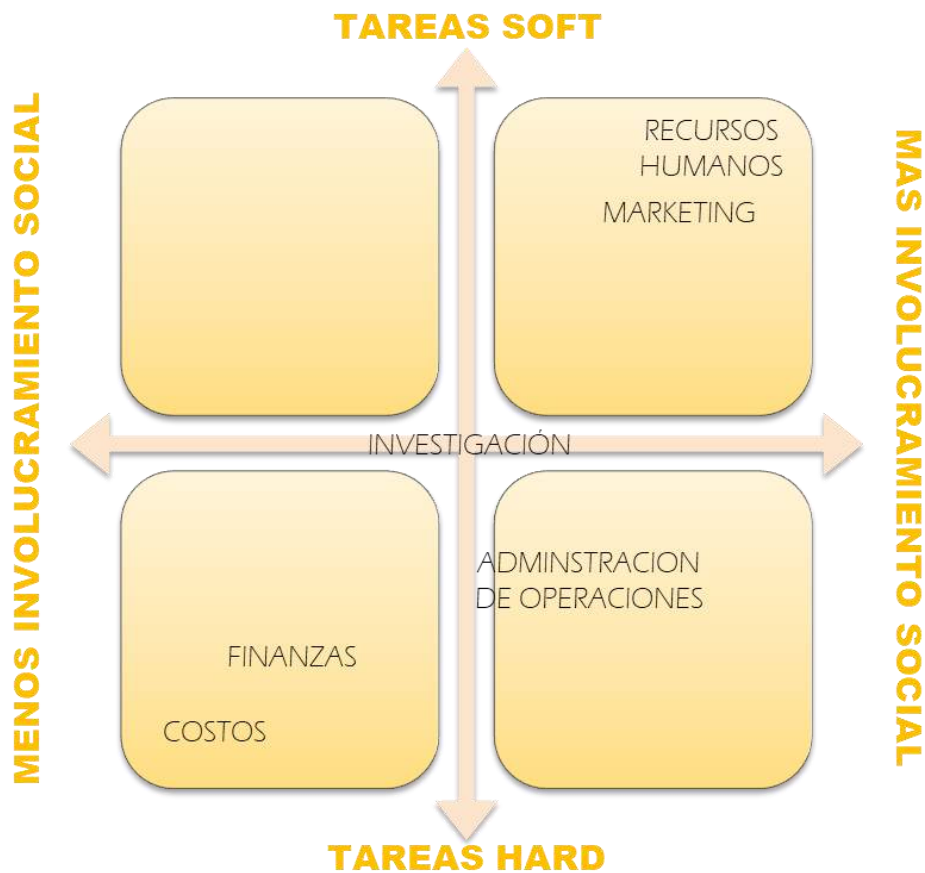 TAREAS SOFT
MENOS INVOLUCRAMIENTO SOCIAL
MAS INVOLUCRAMIENTO SOCIAL
RECURSOS
HUMANOS
MARKETING
INVESTIGACIÓN
ADMINSTRACION
DE OPERACIONES
FINANZAS
COSTOS
TAREAS HARD